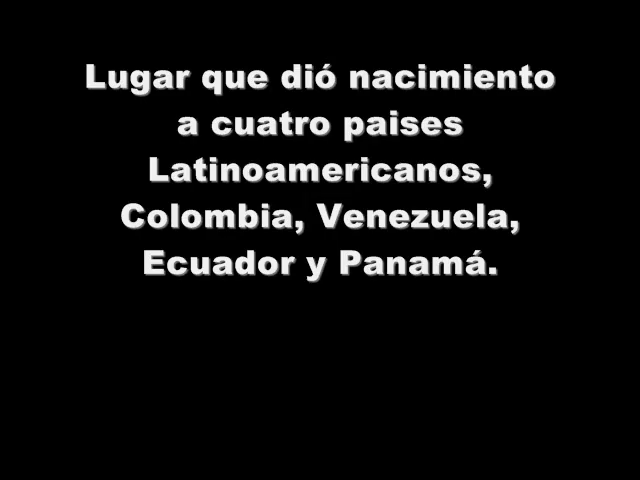 Lugar que dió nacimiento
a cuatro paises
Latinoamericanos,
Colombia, Venezuela,
Ecuador y Panamá.